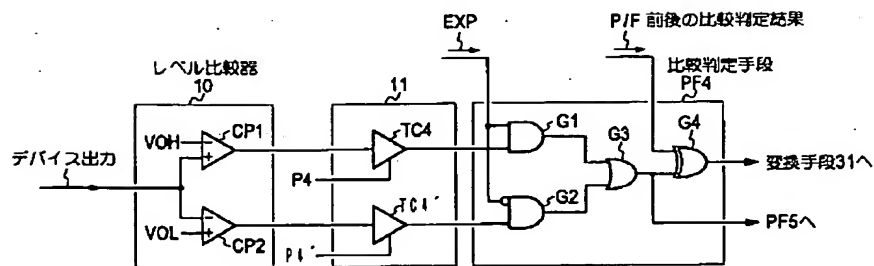 EXP
P/F 前後の比較判定結果
レベル比較器
10
11
比較判定手段
PF4
CP1
VOH
TC4
G1
G3
G4
デバイス出力
P4
変換手段31へ
G2
TC4'
VOL
CP2
P4'
PF5へ